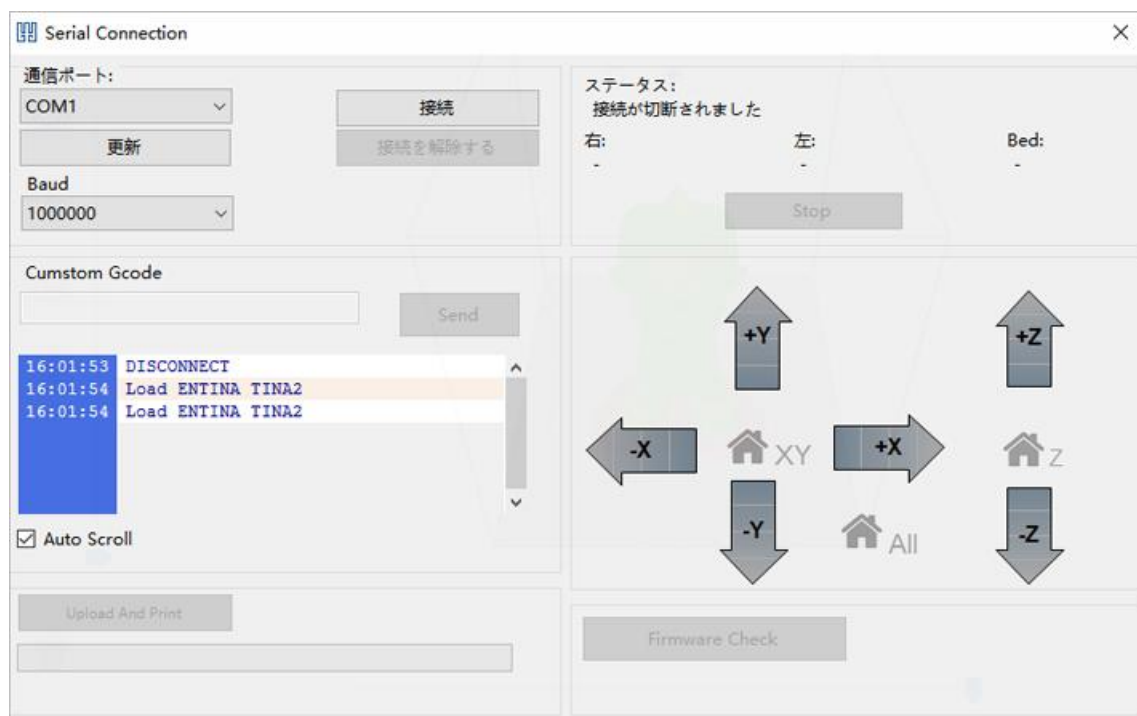 Serial Connection
通信ポート:
COM1
接続
更新
接続を解除する
Baud
1000000
ステータス:
接続が切断されました
右:
左:
Bed:
-
-
-
Stop
Cumstom Gcode
Send
16:01:53 DISCONNECT
16:01:54 Load ENTINA TINA2
16:01:54 Load ENTINA TINA2
Auto Scroll
+Y
+Z
-X
XY
+X
Z
-Y
All
-Z
Upload And Print
Firmware Check